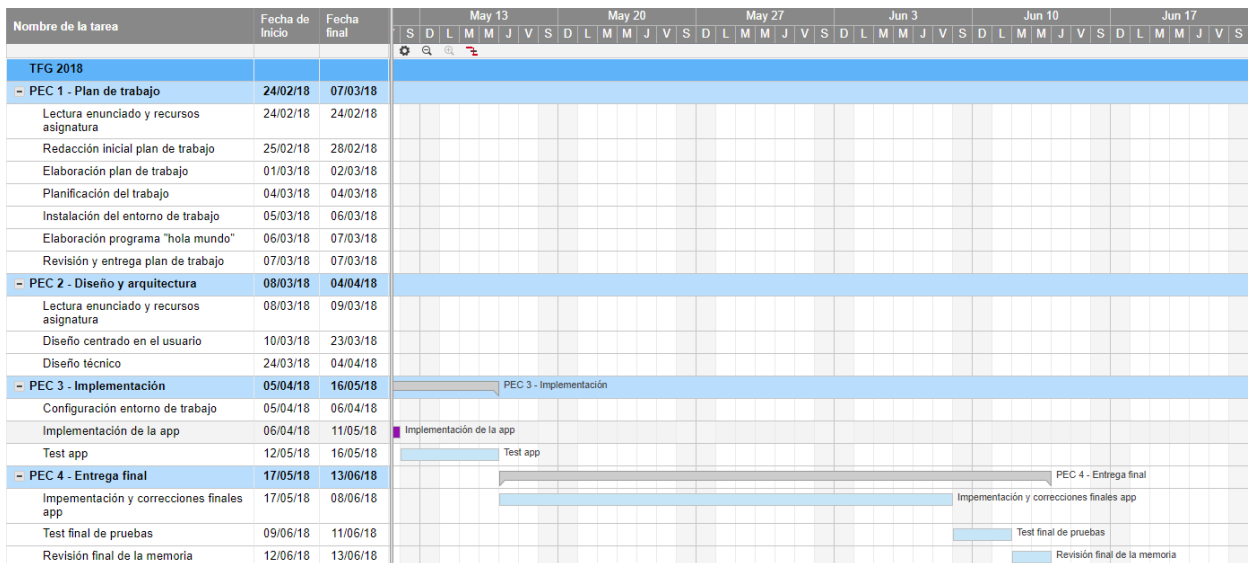 Nombre de la tarea Fecha de Inicio Fecha final May 13 May 20 May 27 Jun 3 Jun 10 Jun 17
S D L M M J V S D L M M J V S D L M M J V S D L M M J V S D L M M J V S D L M M J V S
TFG 2018
PEC 1 - Plan de trabajo 24/02/18 07/03/18
Lectura enunciado y recursos asignatura 24/02/18 24/02/18
Redacción inicial plan de trabajo 25/02/18 28/02/18
Elaboración plan de trabajo 01/03/18 02/03/18
Planificación del trabajo 04/03/18 04/03/18
Instalación del entorno de trabajo 05/03/18 06/03/18
Elaboración programa "hola mundo" 06/03/18 07/03/18
Revisión y entrega plan de trabajo 07/03/18 07/03/18
PEC 2 - Diseño y arquitectura 08/03/18 04/04/18
Lectura enunciado y recursos asignatura 08/03/18 09/03/18
Diseño centrado en el usuario 10/03/18 23/03/18
Diseño técnico 24/03/18 04/04/18
PEC 3 - Implementación 05/04/18 16/05/18 PEC 3 - Implementación
Configuración entorno de trabajo 05/04/18 06/04/18
Implementación de la app 06/04/18 11/05/18 Implementación de la app
Test app 12/05/18 16/05/18 Test app
PEC 4 - Entrega final 17/05/18 13/06/18 PEC 4 - Entrega final
Impementación y correcciones finales app 17/05/18 08/06/18 Impementación y correcciones finales app
Test final de pruebas 09/06/18 11/06/18 Test final de pruebas
Revisión final de la memoria 12/06/18 13/06/18 Revisión final de la memoria